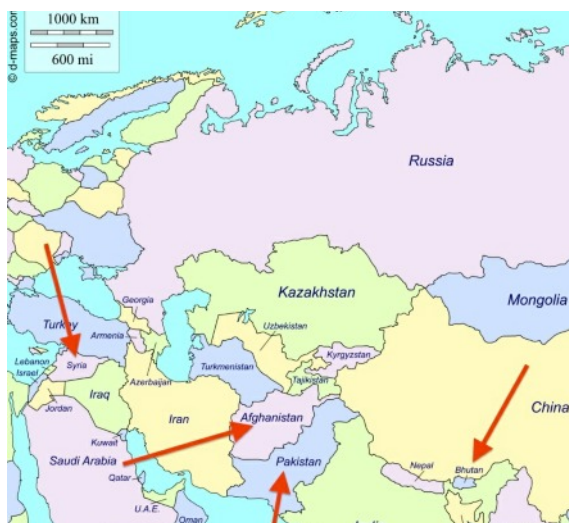 © d-maps.com
1000 km
600 mi
Russia
Kazakhstan
Mongolia
Georgia
Uzbekistan
Turkey
Armenia
Kyrgyzstan
Lebanon
Syria
Turkmenistan
Israel
Azerbaijan
Tajikistan
Iraq
Jordan
Iran
Afghanistan
China
Kuwait
Saudi Arabia
Pakistan
Nepal
Bhutan
Qatar
U.A.E.
Oman